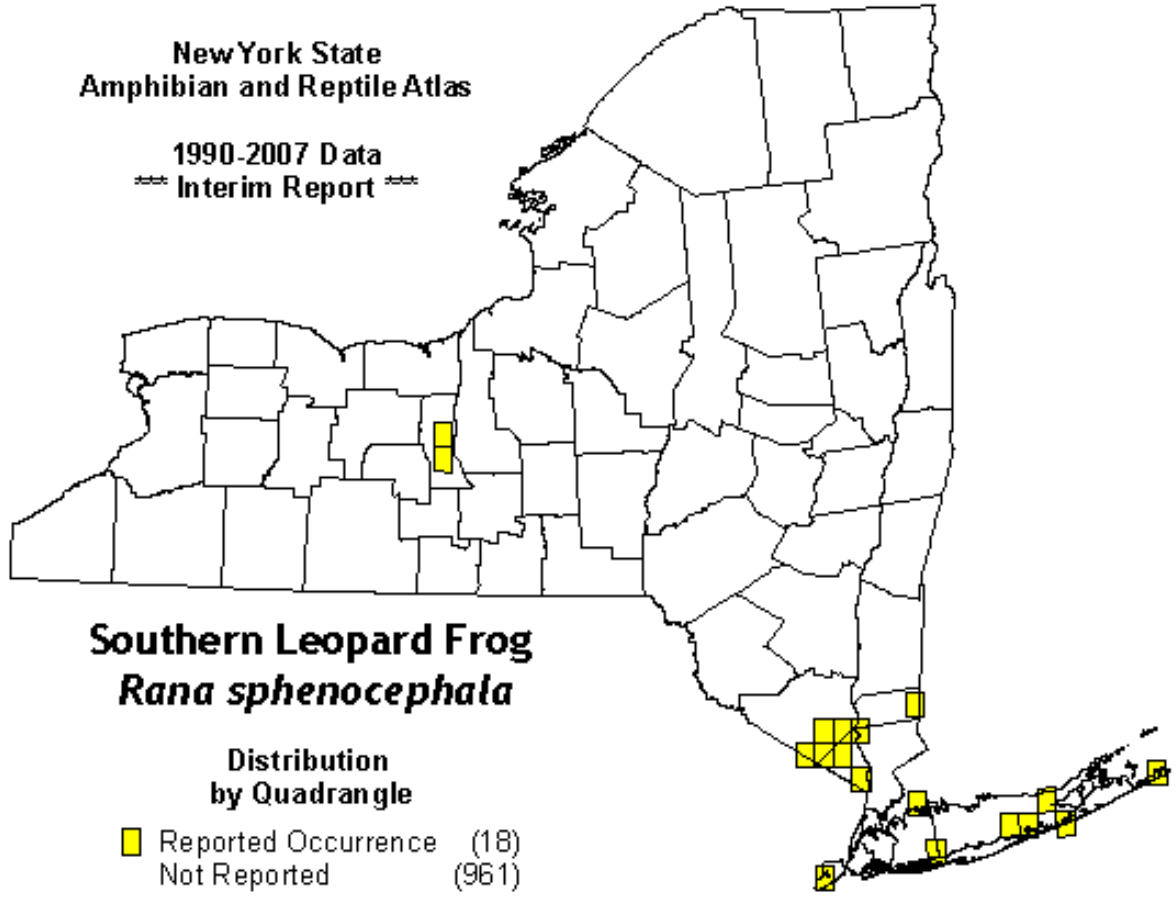 New York State
Amphibian and Reptile Atlas
1990-2007 Data
*** Interim Report ***
Southern Leopard Frog
Rana sphenocephala
Distribution
by Quadrangle
Reported Occurrence (18)
Not Reported (961)